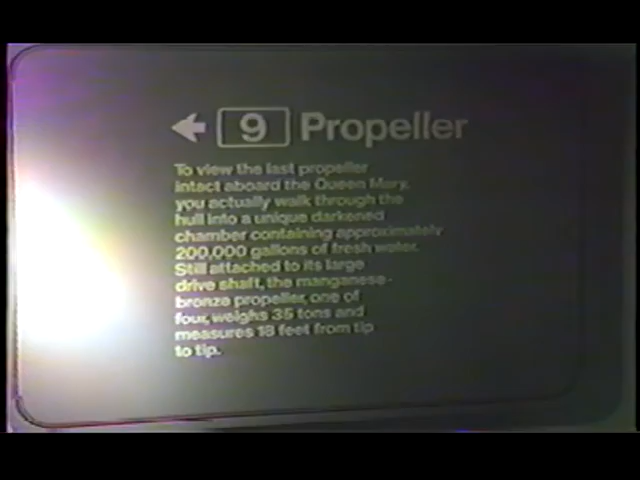 9 Propeller
To view the last propeller
intact aboard the Queen Mary,
you actually walk through the
hull into a unique darkened
chamber containing approximately
200,000 gallons of fresh water.
Still attached to its large
drive shaft, the manganese-
bronze propeller, one of
four, weighs 35 tons and
measures 18 feet from tip
to tip.